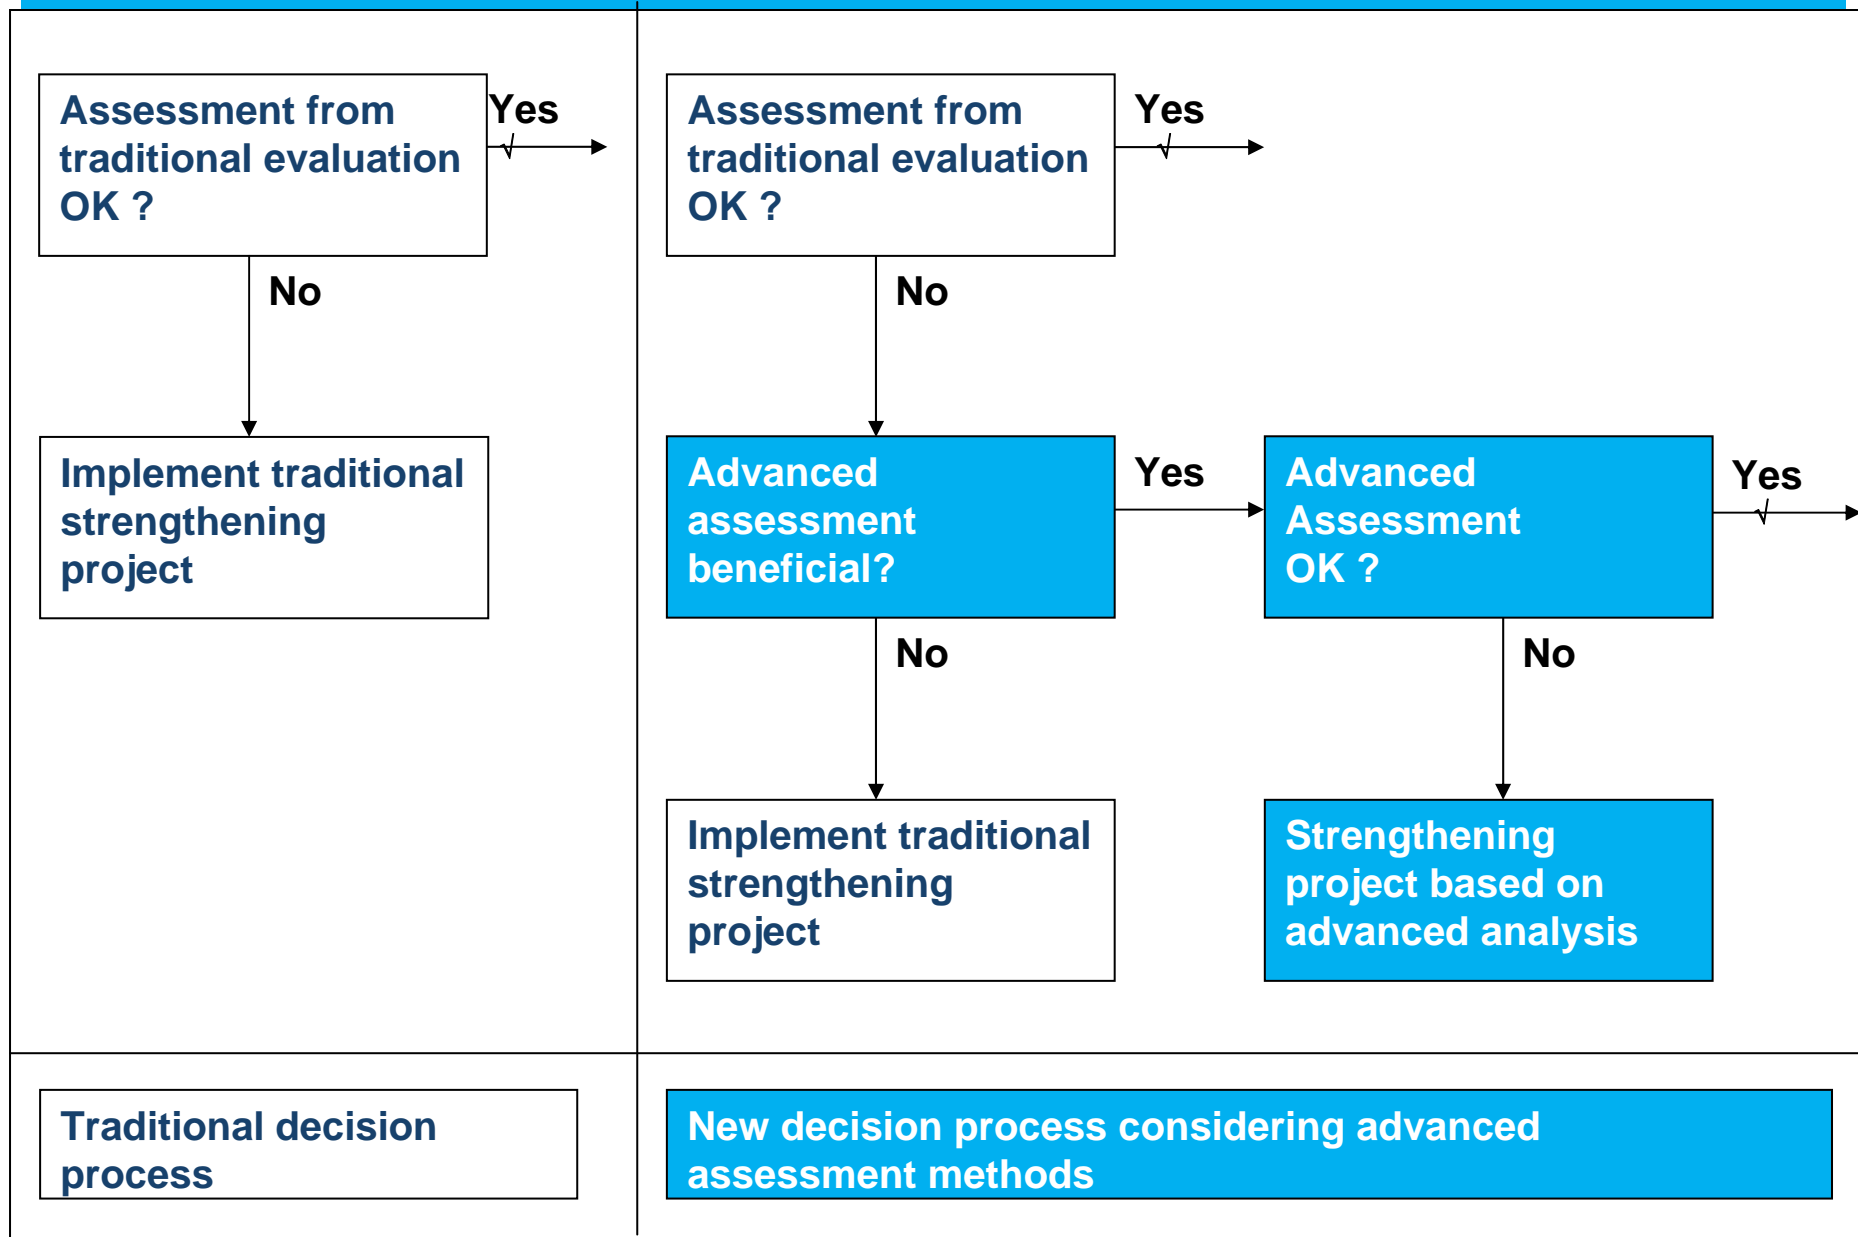 Assessment from
traditional evaluation
OK ?
Yes
√
No
Implement traditional
strengthening
project
Assessment from
traditional evaluation
OK ?
Yes
√
No
Advanced
assessment
beneficial?
Yes
Advanced
Assessment
OK ?
Yes
√
No
No
Implement traditional
strengthening
project
Strengthening
project based on
advanced analysis
Traditional decision
process
New decision process considering advanced
assessment methods